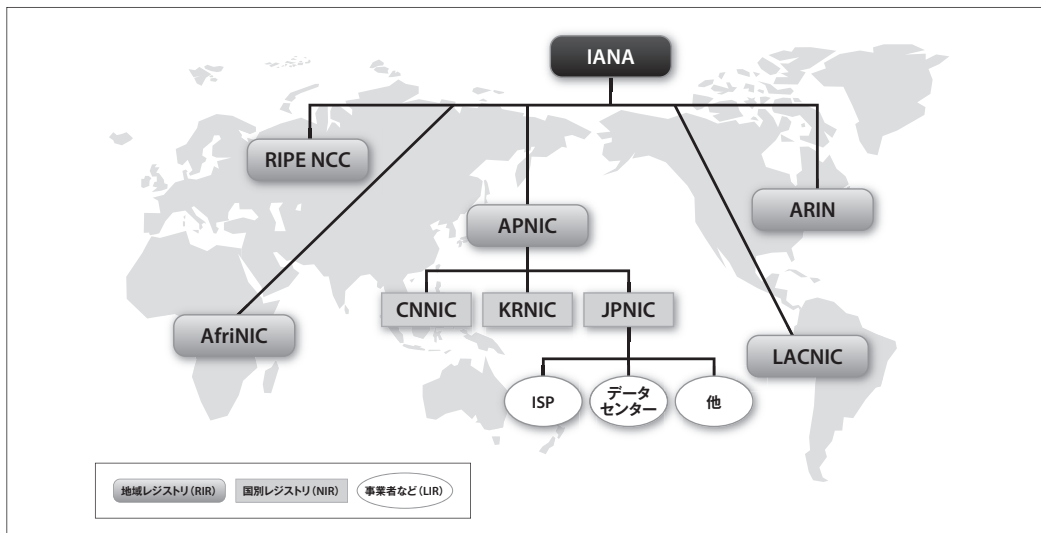 IANA
RIPE NCC
ARIN
APNIC
CNNIC
KRNIC
JPNIC
AfriNIC
LACNIC
ISP
データ
センター
他
地域レジストリ(RIR)
国別レジストリ(NIR)
事業者など(LIR)